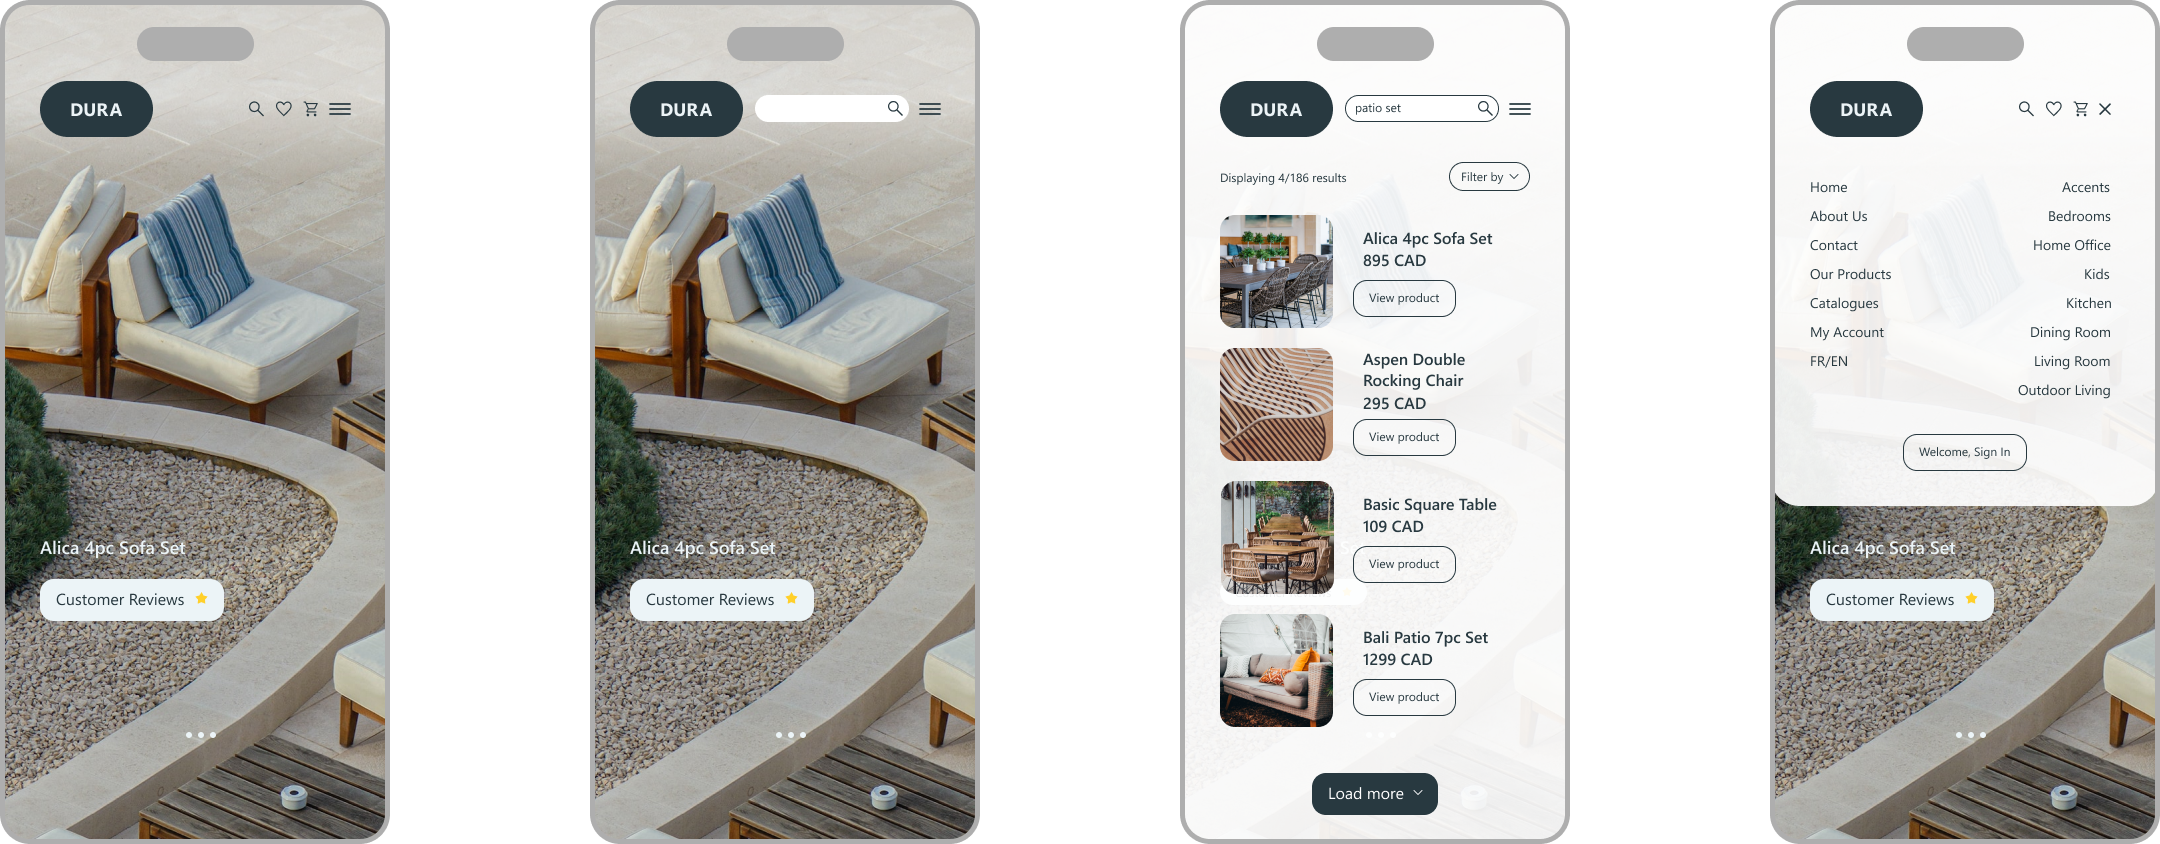 DURA
Alica 4pc Sofa Set
Customer Reviews
DURA
Alica 4pc Sofa Set
Customer Reviews
DURA
patio set
Displaying 4/186 results
Filter by
Alica 4pc Sofa Set
895 CAD
View product
Aspen Double
Rocking Chair
295 CAD
View product
Basic Square Table
109 CAD
View product
Bali Patio 7pc Set
1299 CAD
View product
Load more
DURA
Home
About Us
Contact
Our Products
Catalogues
My Account
FR/EN
Accents
Bedrooms
Home Office
Kids
Kitchen
Dining Room
Living Room
Outdoor Living
Welcome, Sign In
Alica 4pc Sofa Set
Customer Reviews